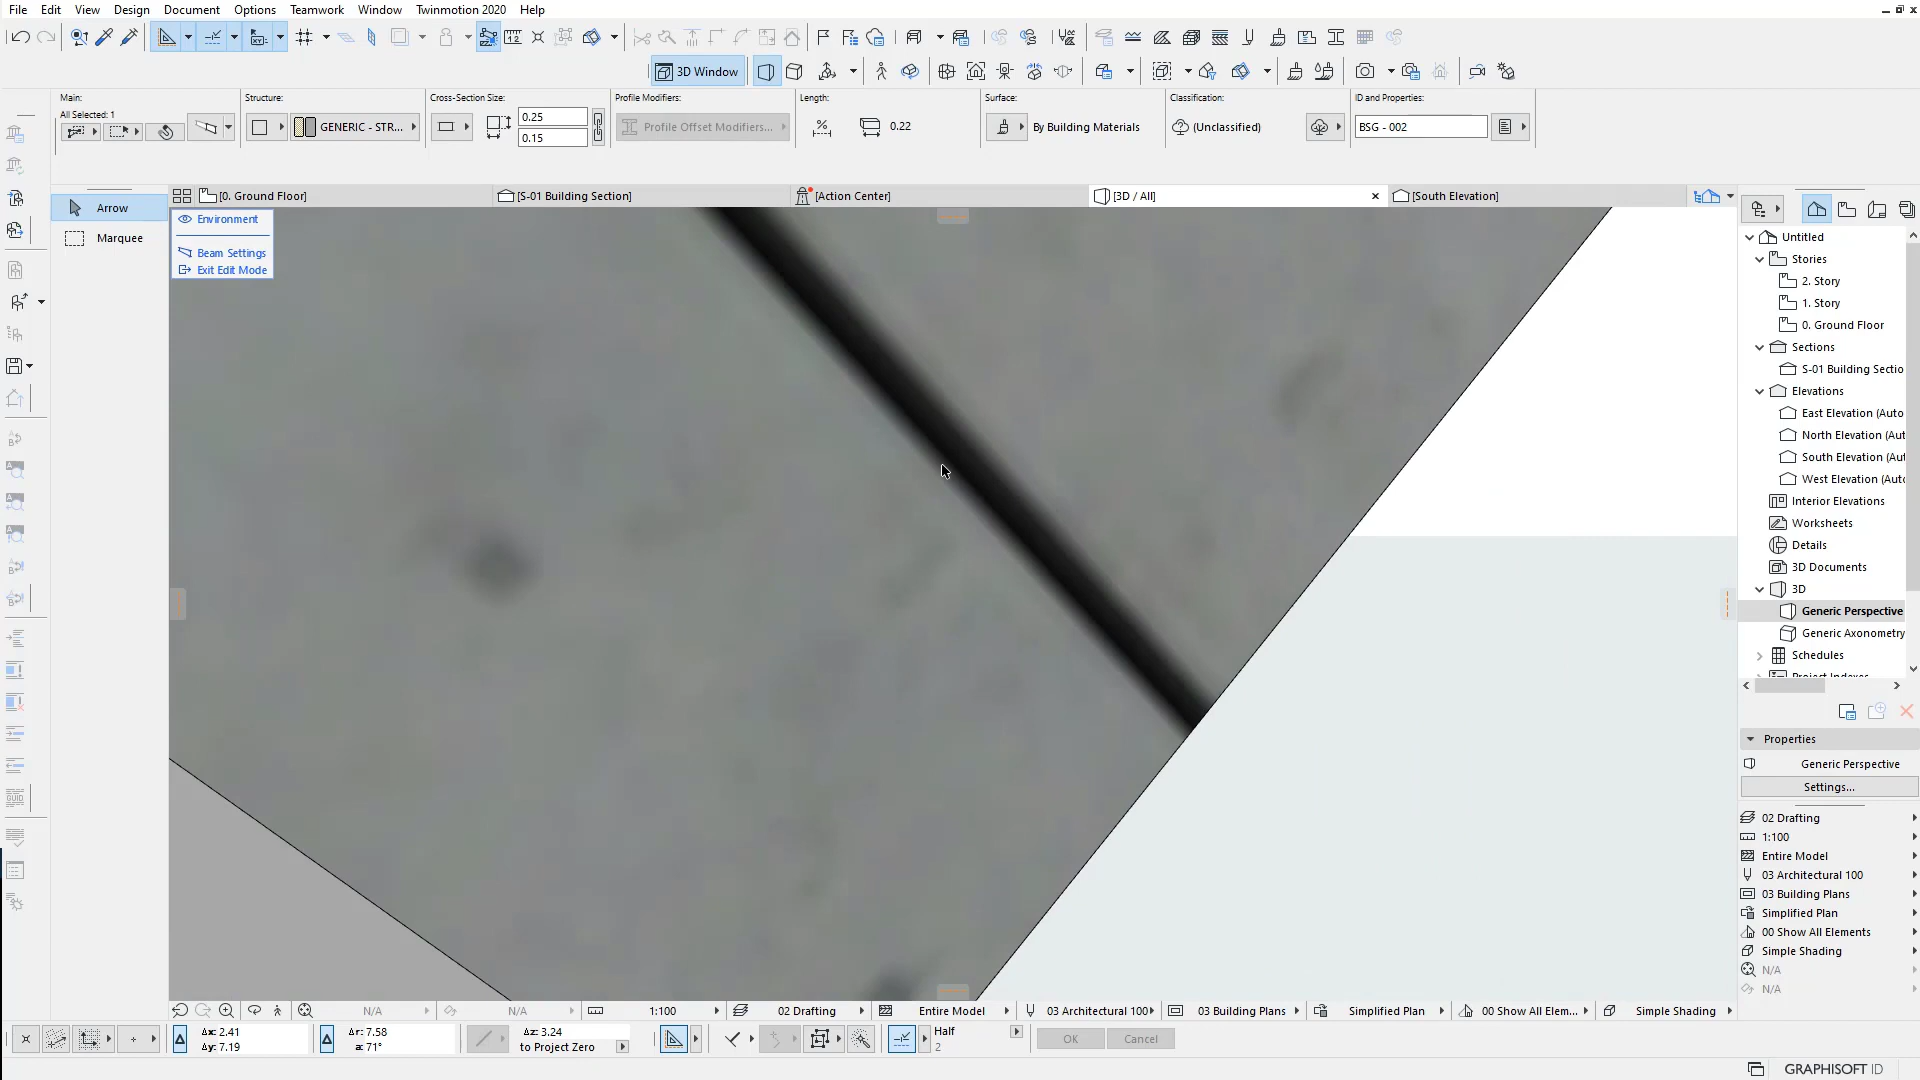 File Edit View Design Document Options Teamwork Window Twinmotion 2020 Help
3D Window
Main:
All Selected: 1
Structure:
GENERIC - STR...
Cross-Section Size:
0.25
0.15
Profile Modifiers:
Profile Offset Modifiers...
Length:
0.22
Surface:
By Building Materials
Classification:
(Unclassified)
ID and Properties:
BSG - 002
Arrow
Marquee
[0. Ground Floor]
[S-01 Building Section]
[Action Center]
[3D / All]
[South Elevation]
Environment
Beam Settings
Exit Edit Mode
Untitled
Stories
2. Story
1. Story
0. Ground Floor
Sections
S-01 Building Sectio
Elevations
East Elevation (Auto
North Elevation (Aut
South Elevation (Aut
West Elevation (Auto
Interior Elevations
Worksheets
Details
3D Documents
3D
Generic Perspective
Generic Axonometry
Schedules
Properties
Generic Perspective
Settings...
02 Drafting
1:100
Entire Model
03 Architectural 100
03 Building Plans
Simplified Plan
00 Show All Elements
Simple Shading
N/A
N/A
N/A N/A 1:100 02 Drafting Entire Model 03 Architectural 100 03 Building Plans Simplified Plan 00 Show All Elem... Simple Shading
Δx: 2.41
Δy: 7.19
Δr: 7.58
a: 71°
Δz: 3.24
to Project Zero
Half
2
OK
Cancel
GRAPHISOFT ID